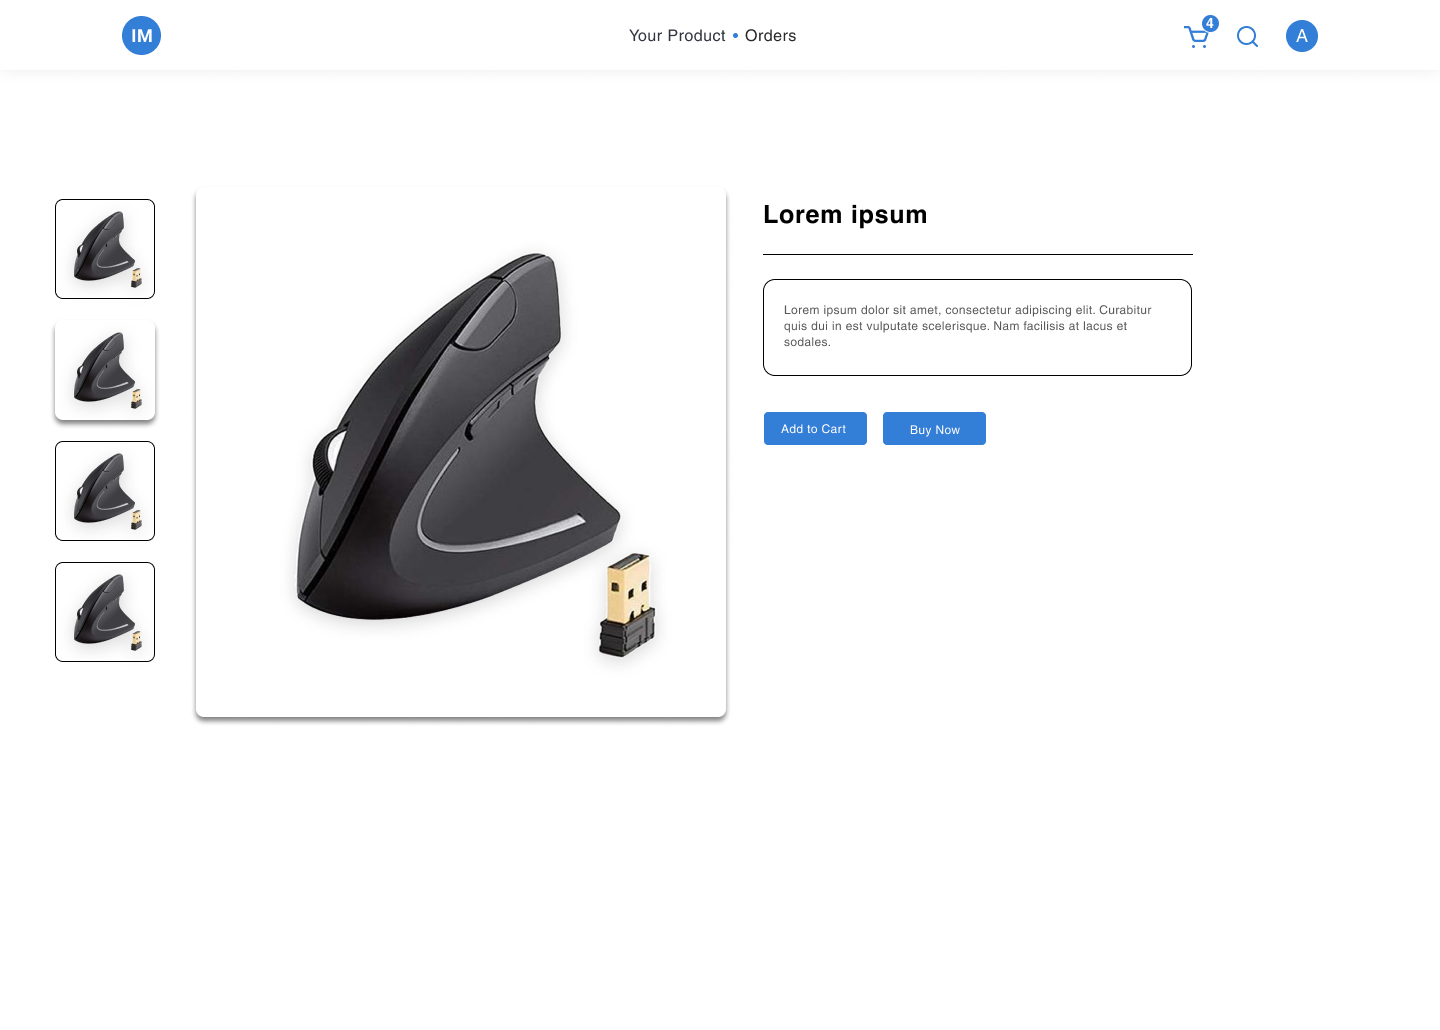 IM
Your Product • Orders
4
A
Lorem ipsum
Lorem ipsum dolor sit amet, consectetur adipiscing elit. Curabitur
quis dui in est vulputate scelerisque. Nam facilisis at lacus et
sodales.
Add to Cart
Buy Now